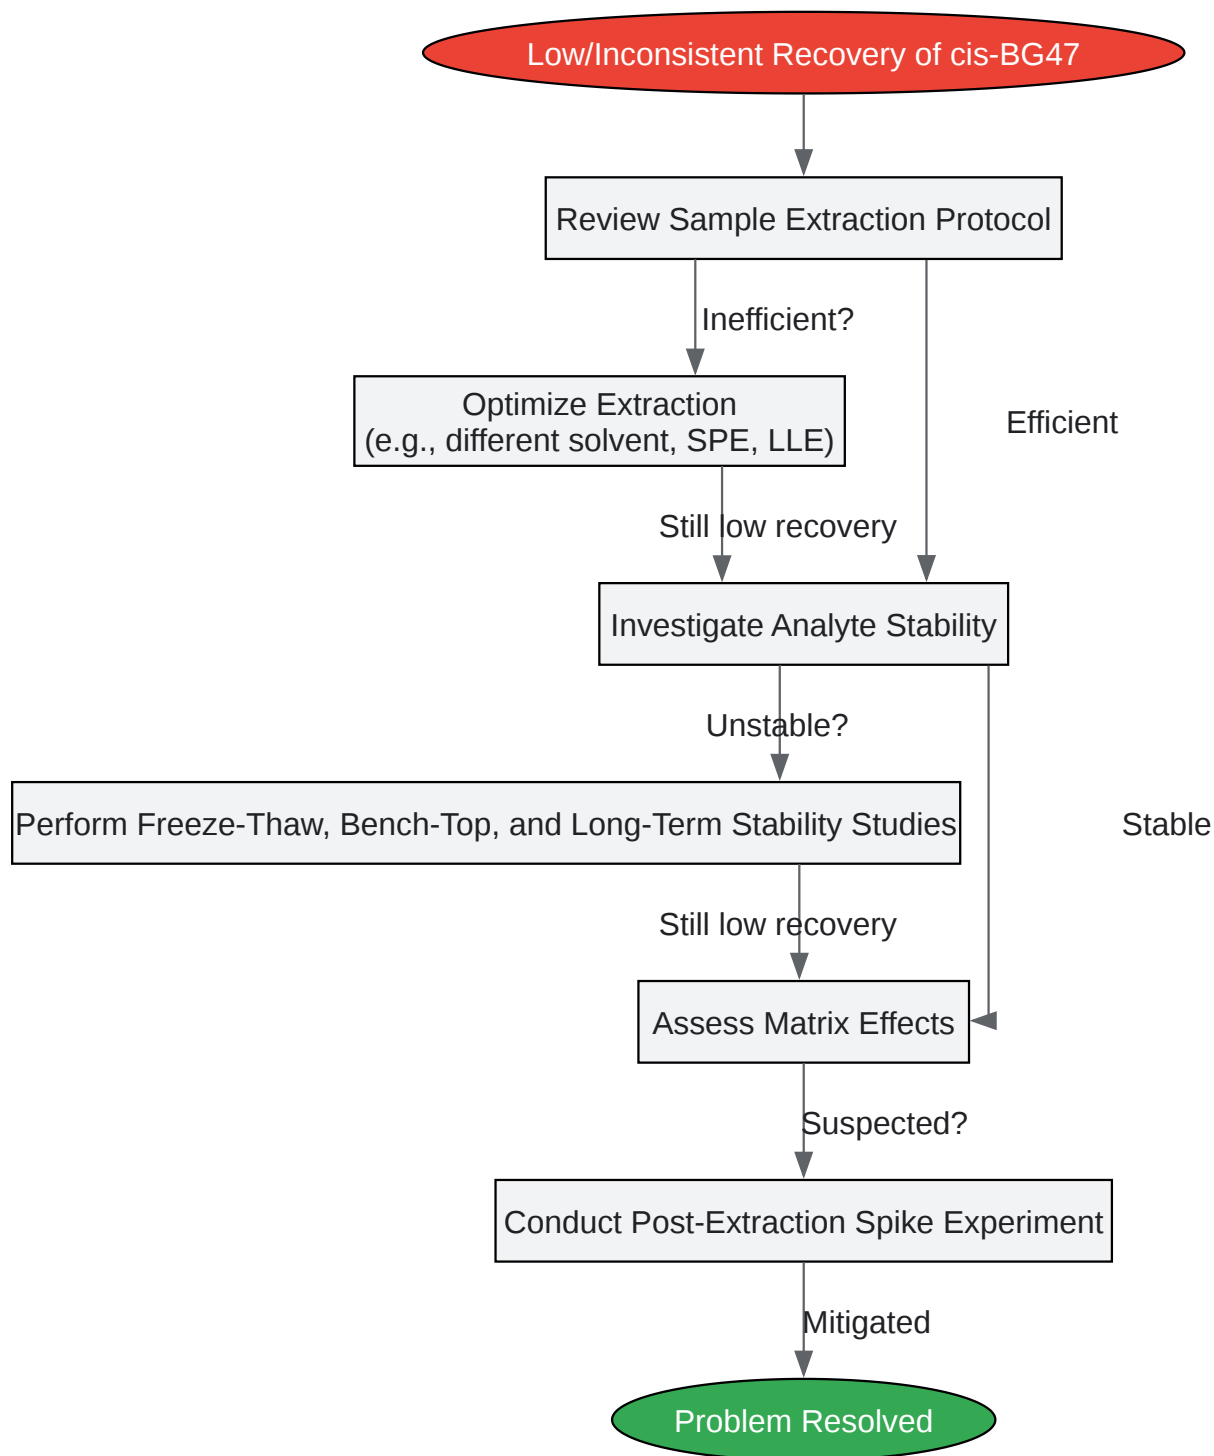 Low/Inconsistent Recovery of cis-BG47
Review Sample Extraction Protocol
Inefficient?
Optimize Extraction
(e.g., different solvent, SPE, LLE)
Efficient
Still low recovery
Investigate Analyte Stability
Unstable?
Perform Freeze-Thaw, Bench-Top, and Long-Term Stability Studies
Stable
Still low recovery
Assess Matrix Effects
Suspected?
Conduct Post-Extraction Spike Experiment
Mitigated
Problem Resolved